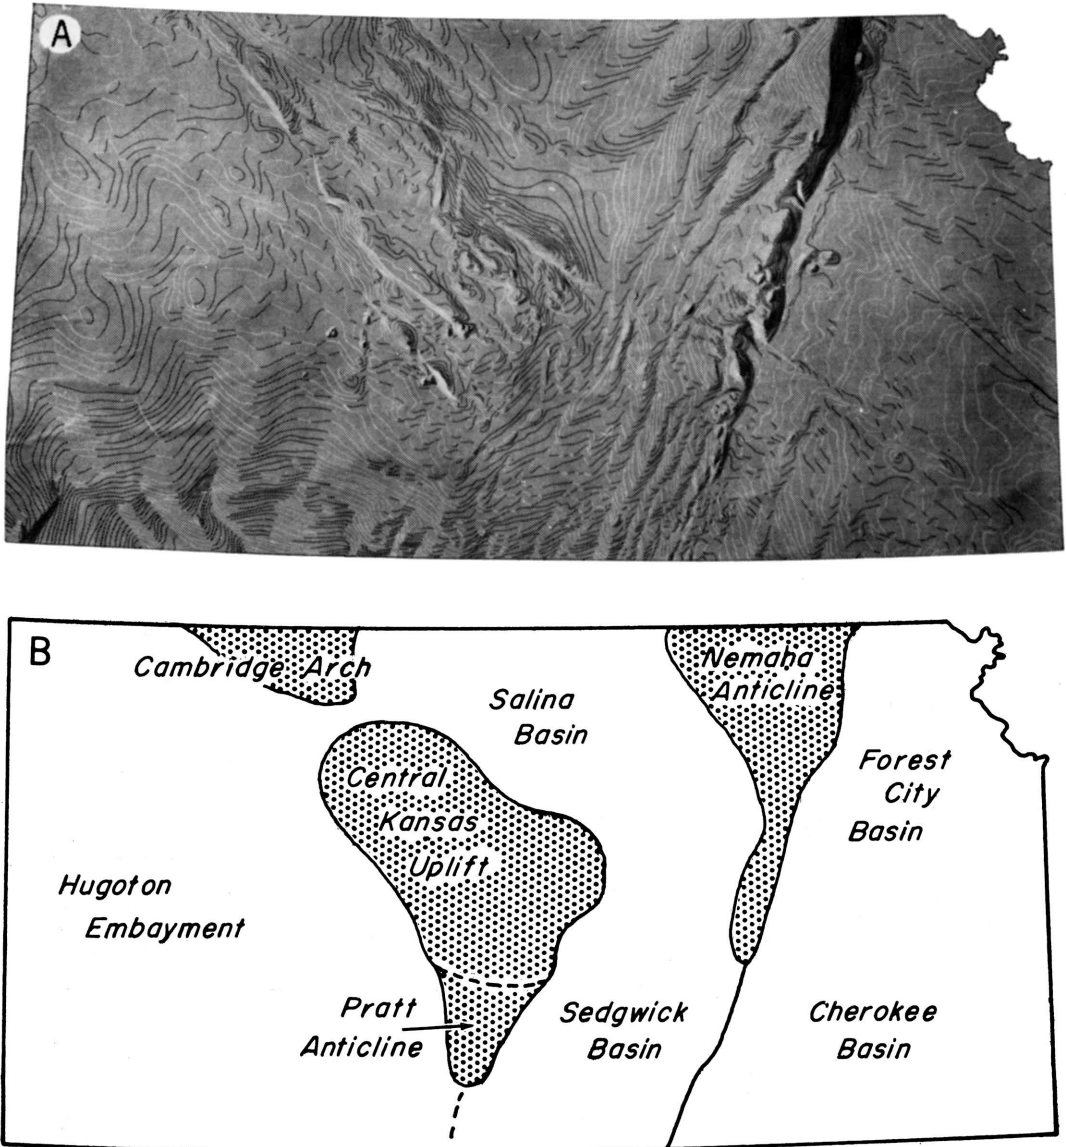 A
B
Cambridge Arch
Nemaha
Anticline
Salina
Basin
Forest
City
Basin
Central
Kansas
Uplift
Hugoton
Embayment
Pratt
Anticline
Sedgwick
Basin
Cherokee
Basin